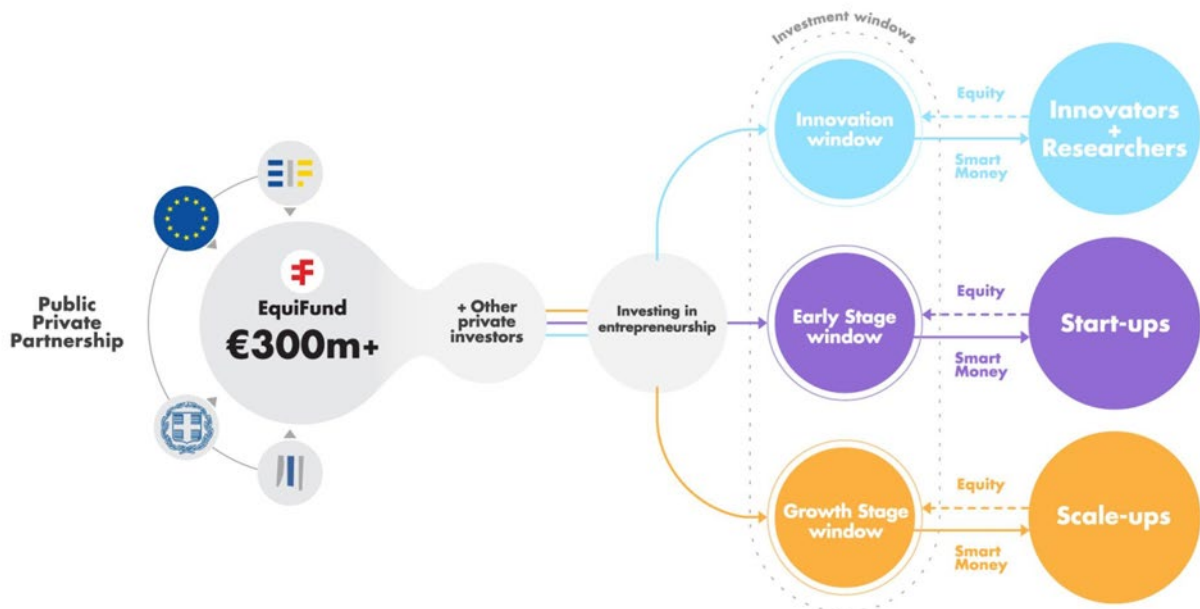 Public
Private
Partnership
EIF
EquiFund
€300m+
+ Other
private
investors
Investing in
entrepreneurship
Investment windows
Innovation
window
Equity
Smart
Money
Innovators
+
Researchers
Early Stage
window
Equity
Smart
Money
Start-ups
Growth Stage
window
Equity
Smart
Money
Scale-ups